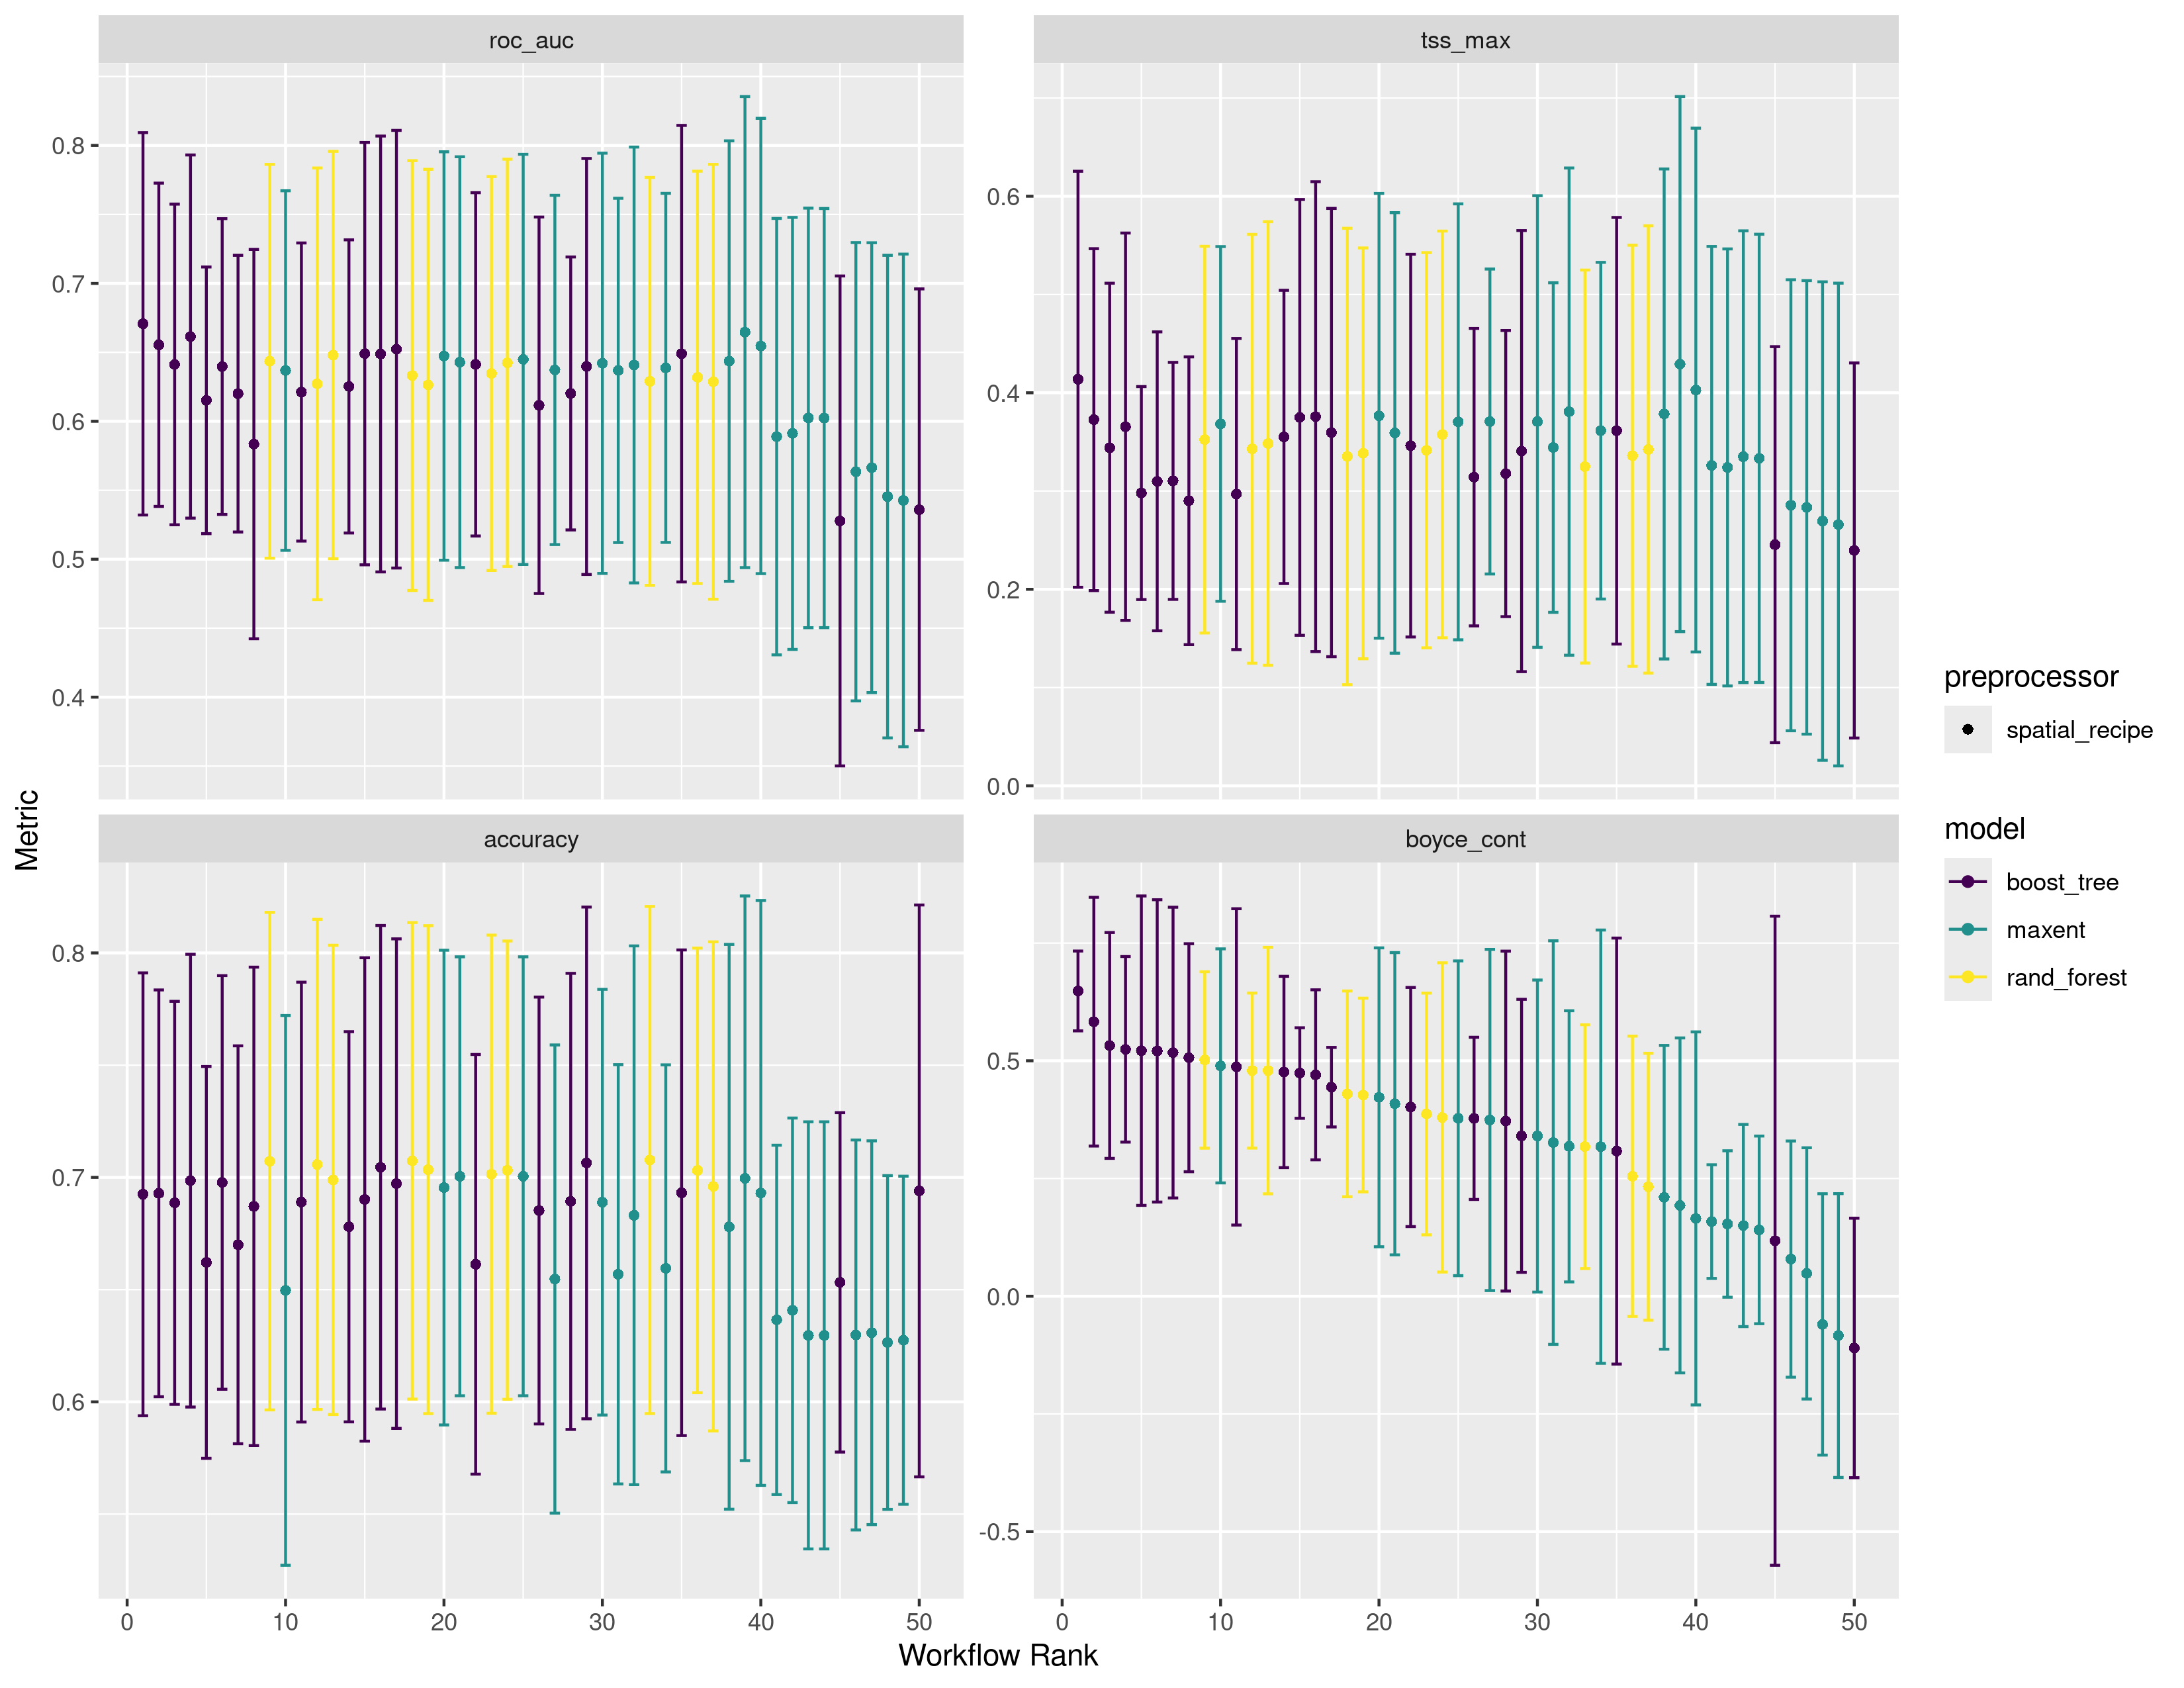 roc_auc
tss_max
0.8
0.7
0.6
0.5
0.4
0.6
0.4
0.2
0.0
accuracy
boyce_cont
0.8
0.7
0.6
0.5
0.0
-0.5
0 10 20 30 40 50
0 10 20 30 40 50
Workflow Rank
Metric
preprocessor
spatial_recipe
model
boost_tree
maxent
rand_forest